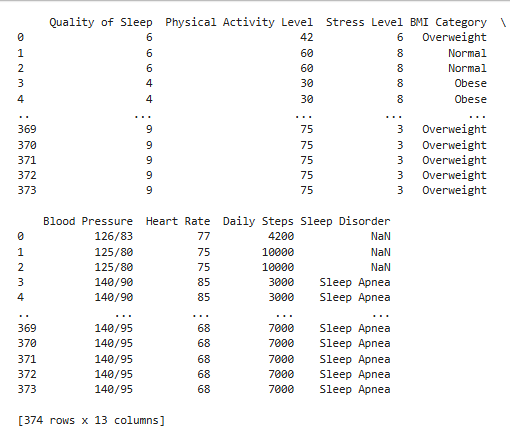 Quality of Sleep  Physical Activity Level  Stress Level BMI Category  \
0                   6                       42             6   Overweight
1                   6                       60             8       Normal
2                   6                       60             8       Normal
3                   4                       30             8        Obese
4                   4                       30             8        Obese
..                ...                      ...           ...          ...
369                 9                       75             3   Overweight
370                 9                       75             3   Overweight
371                 9                       75             3   Overweight
372                 9                       75             3   Overweight
373                 9                       75             3   Overweight

    Blood Pressure  Heart Rate  Daily Steps Sleep Disorder
0           126/83          77         4200            NaN
1           125/80          75        10000            NaN
2           125/80          75        10000            NaN
3           140/90          85         3000    Sleep Apnea
4           140/90          85         3000    Sleep Apnea
..             ...         ...          ...            ...
369         140/95          68         7000    Sleep Apnea
370         140/95          68         7000    Sleep Apnea
371         140/95          68         7000    Sleep Apnea
372         140/95          68         7000    Sleep Apnea
373         140/95          68         7000    Sleep Apnea

[374 rows x 13 columns]